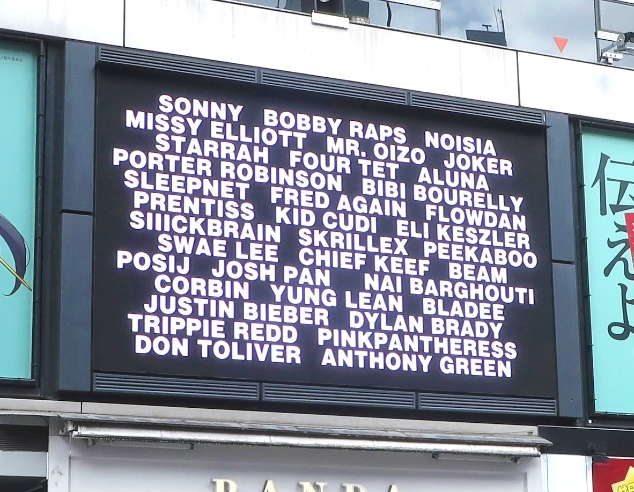 SONNY BOBBY RAPS NOISIA
MISSY ELLIOTT MR. OIZO JOKER
STARRAH FOUR TET ALUNA
PORTER ROBINSON BIBI BOURELLY
SLEEPNET FRED AGAIN FLOWDAN
PRENTISS KID CUDI ELI KESZLER
SIIICKBRAIN SKRILLEX PEEKABOO
SWAE LEE CHIEF KEEF BEAM
POSIJ JOSH PAN NAI BARGHOUTI
CORBIN YUNG LEAN BLADEE
JUSTIN BIEBER DYLAN BRADY
TRIPPIE REDD PINKPANTHERESS
DON TOLIVER ANTHONY GREEN
伝えよ